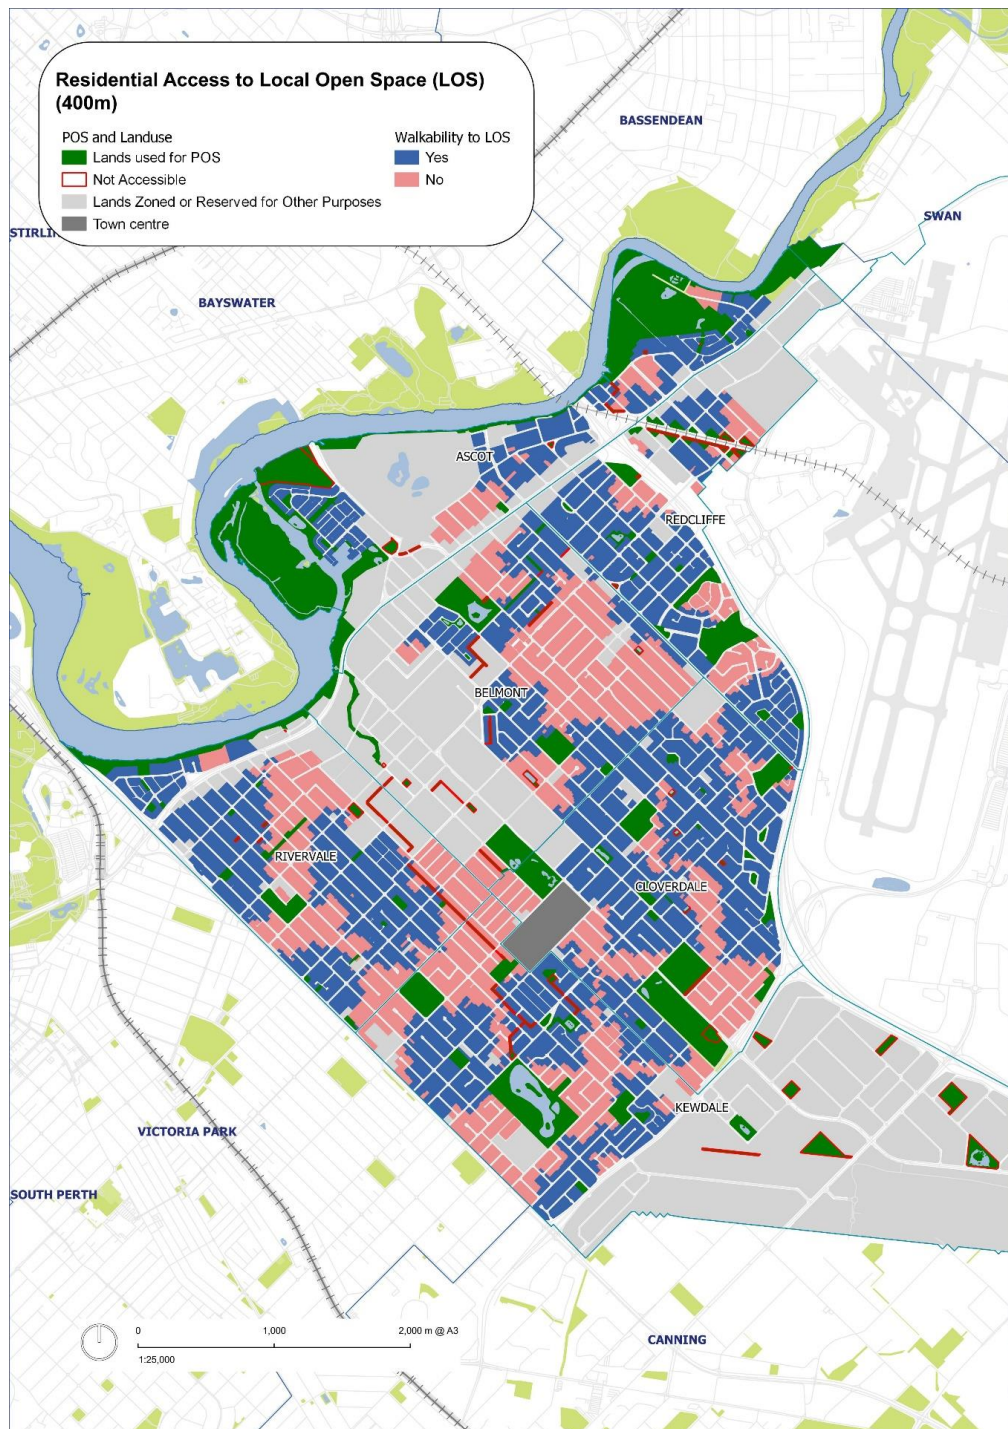 Residential Access to Local Open Space (LOS)
(400m)
POS and Landuse
Lands used for POS
Not Accessible
Lands Zoned or Reserved for Other Purposes
Town centre
Walkability to LOS
Yes
No
BASSENDEAN
SWAN
BAYSWATER
ASCOT
REDCLIFFE
BELMONT
RIVERVALE
CLOVERDALE
KEWDALE
VICTORIA PARK
SOUTH PERTH
CANNING
0 1,000 2,000 m @ A3
1:25,000